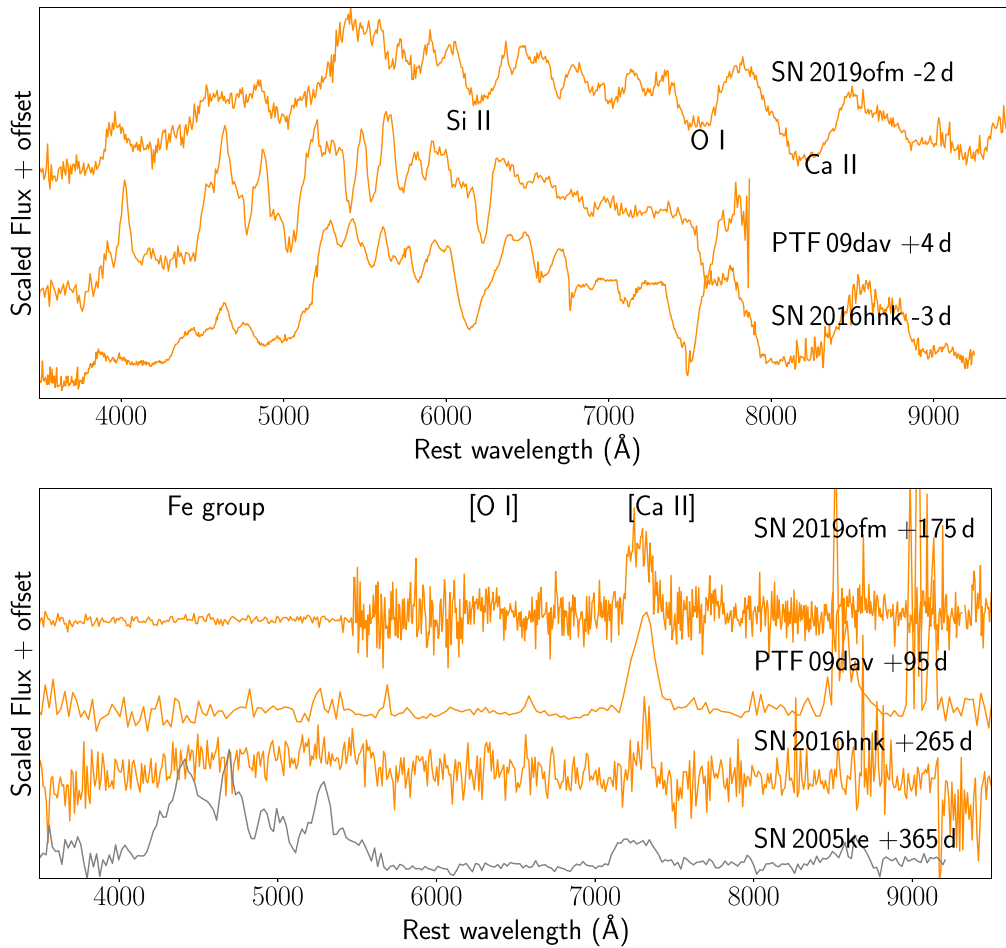 SN 2019ofm -2 d
Si II
O I
Ca II
PTF 09dav +4 d
SN 2016hnk -3 d
Scaled Flux + offset
4000 5000 6000 7000 8000 9000
Rest wavelength (Å)
Fe group [O I] [Ca II]
SN 2019ofm +175 d
PTF 09dav +95 d
SN 2016hnk +265 d
SN 2005ke +365 d
Scaled Flux + offset
4000 5000 6000 7000 8000 9000
Rest wavelength (Å)